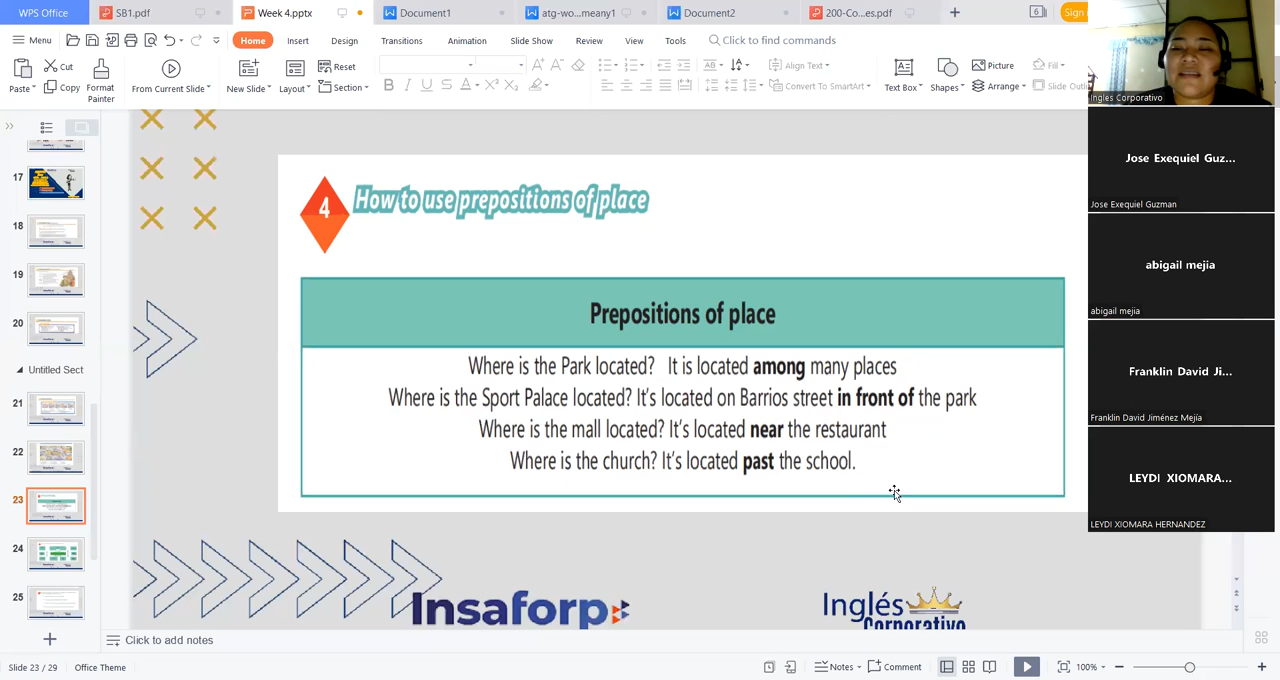 WPS Office
SB1.pdf
Week 4.pptx
Document1
atg-wo...meany1
Document2
200-Co...es.pdf
6
Sign
Menu
Home
Insert
Design
Transitions
Animation
Slide Show
Review
View
Tools
Click to find commands
Paste
Cut
Copy
Format
Painter
From Current Slide
New Slide
Layout
Reset
Section
B I U S A X² X₂
AB
Align Text
Convert To SmartArt
Text Box
Shapes
Picture
Arrange
Fill
Slide Outli
17
18
19
20
Untitled Sect
21
22
23
24
25
4
How to use prepositions of place
Prepositions of place
Where is the Park located? It is located among many places
Where is the Sport Palace located? It's located on Barrios street in front of the park
Where is the mall located? It's located near the restaurant
Where is the church? It's located past the school.
Insaforp
Inglés
Corporativo
Ingles Corporativo
Jose Exequiel Guz...
Jose Exequiel Guzman
abigail mejia
abigail mejia
Franklin David Ji...
Franklin David Jiménez Mejía
LEYDI XIOMARA...
LEYDI XIOMARA HERNANDEZ
Click to add notes
Slide 23 / 29
Office Theme
Notes
Comment
100%